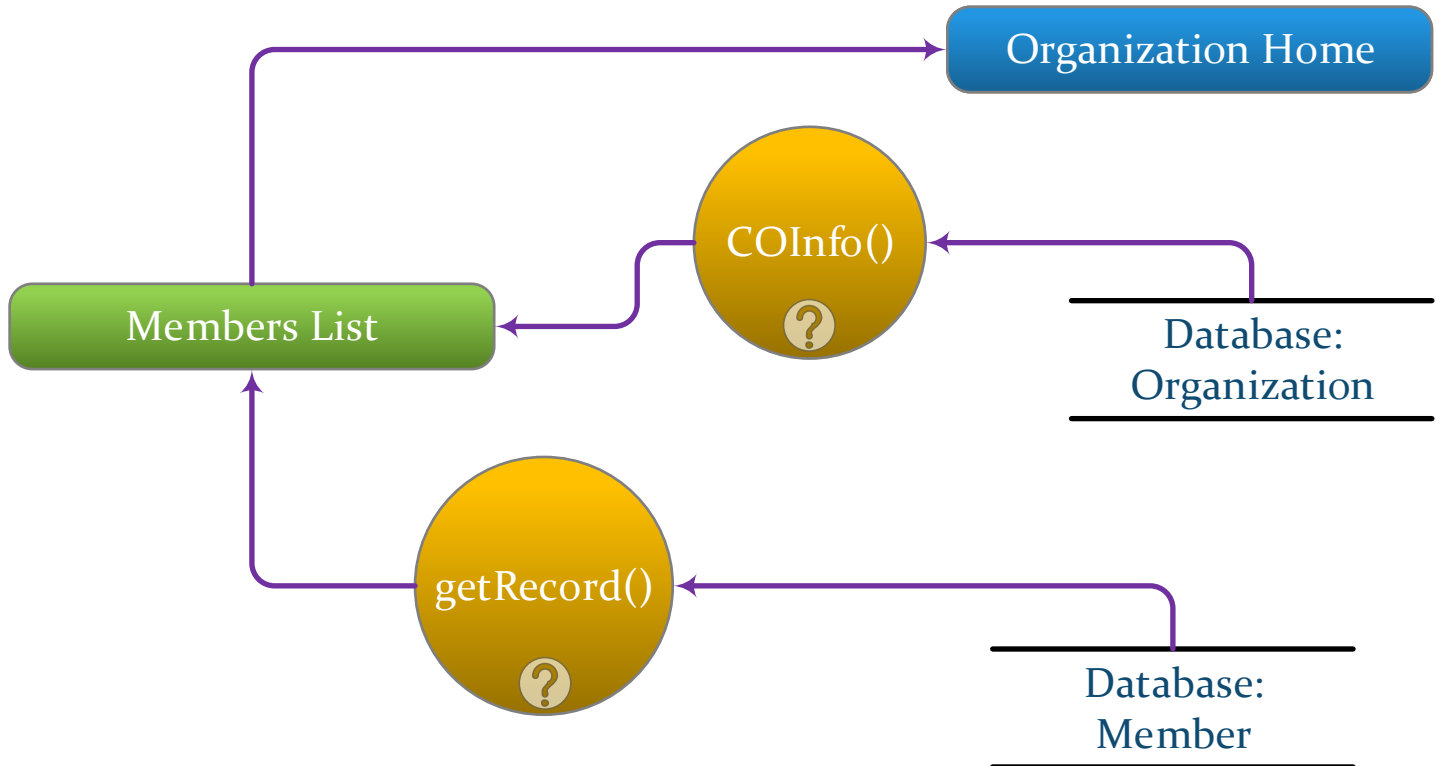 Organization Home
COInfo()
?
Members List
Database:
Organization
getRecord()
?
Database:
Member